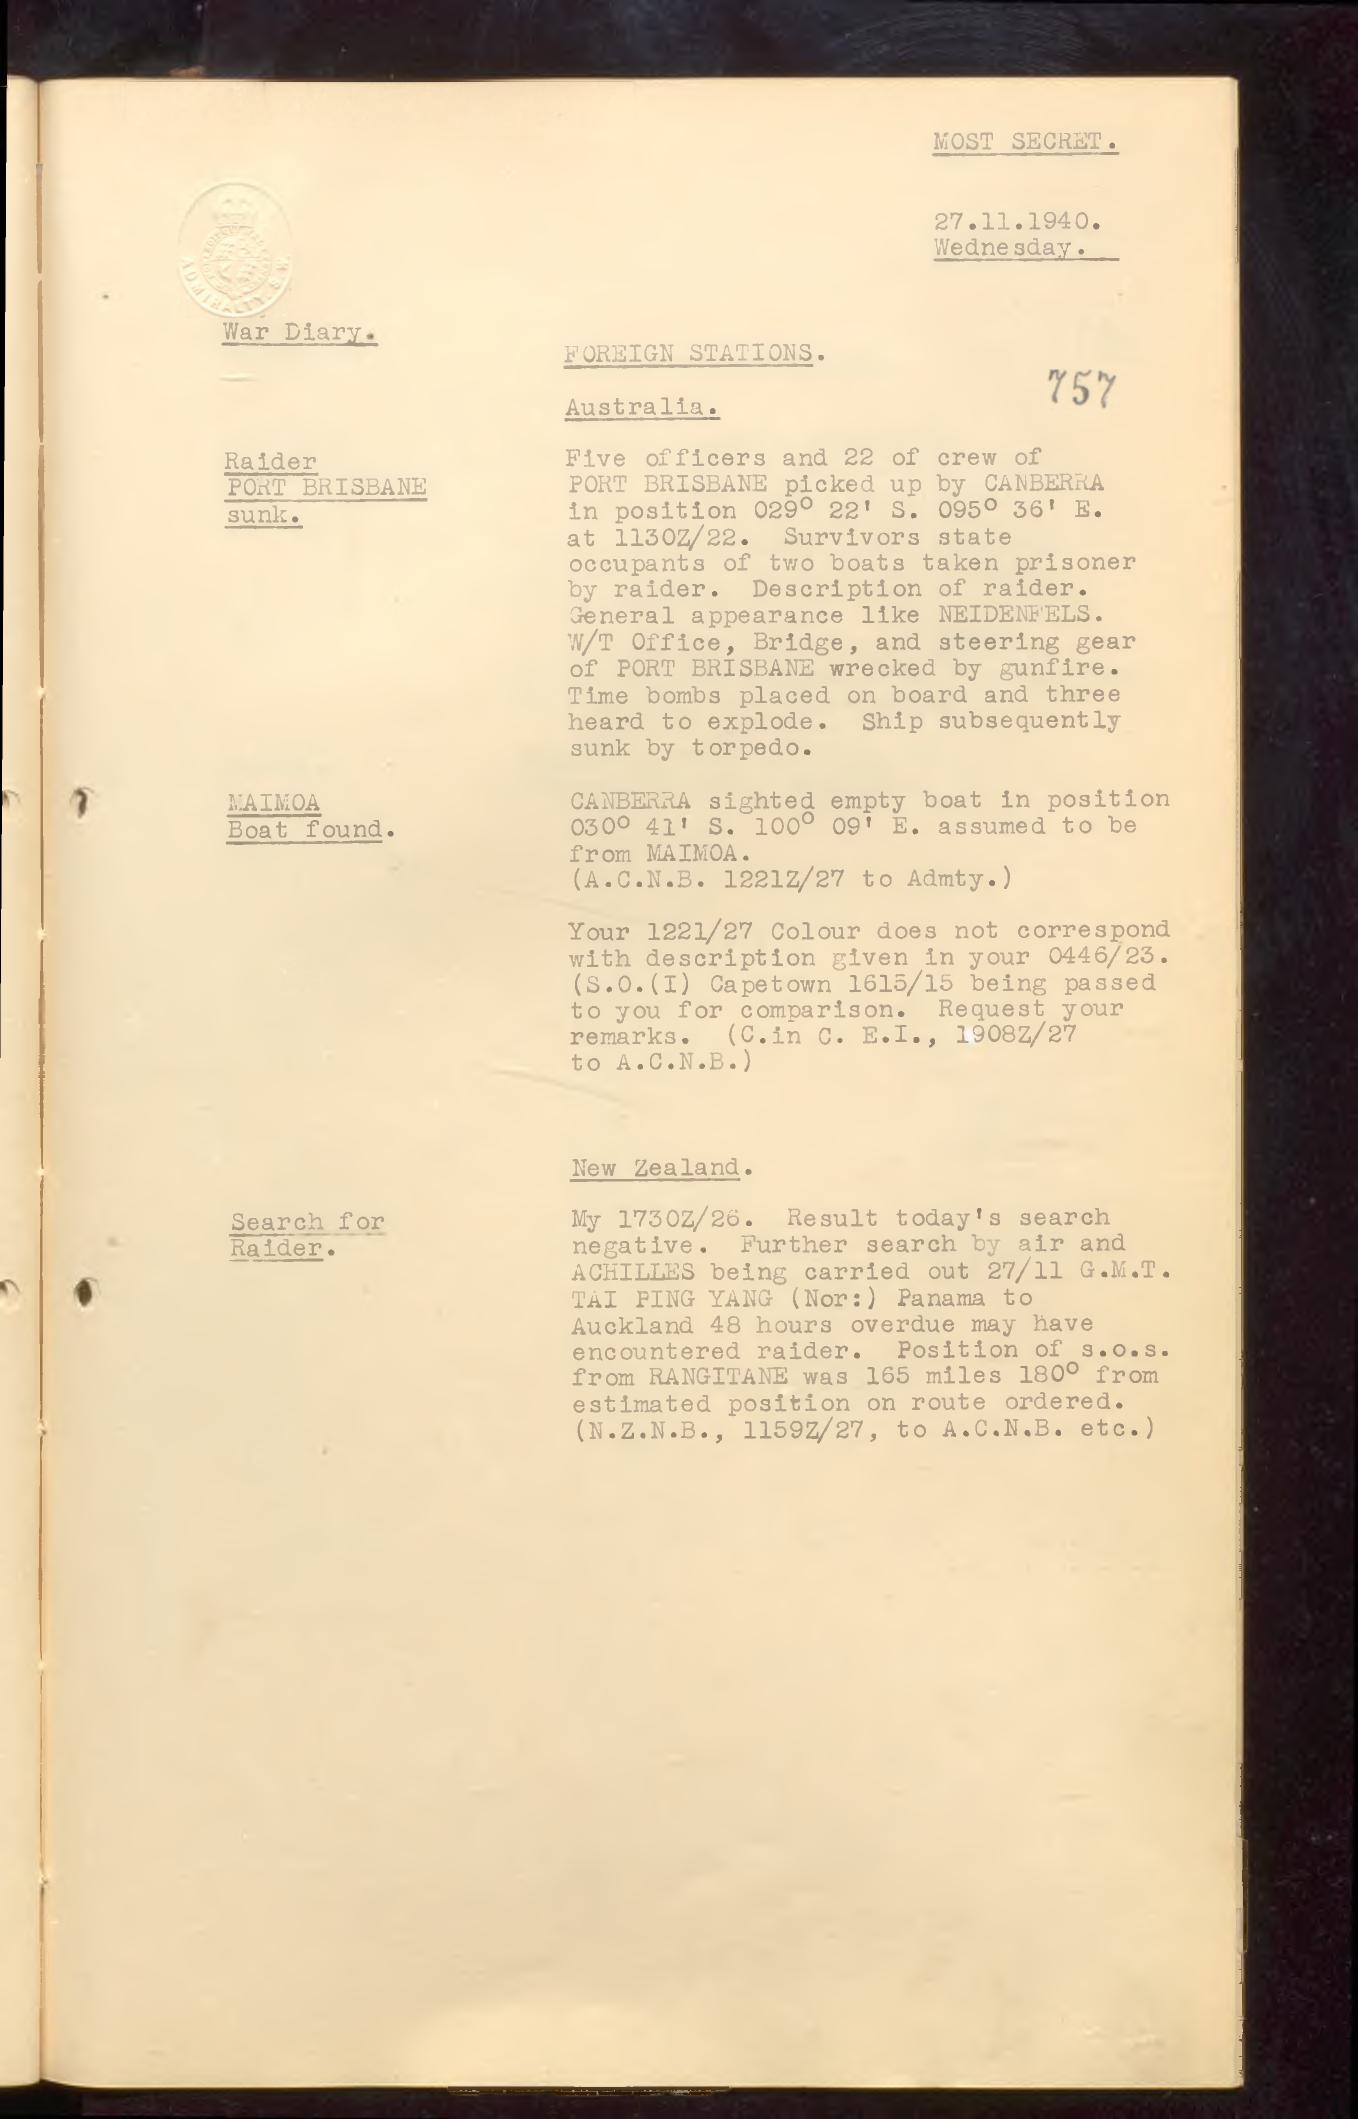 MOST SECRET.
27.11.1940.
Wednesday.
ADMIRALTY. S.W.
War Diary.
FOREIGN STATIONS.
757
Australia.
Raider
PORT BRISBANE
sunk.
Five officers and 22 of crew of
PORT BRISBANE picked up by CANBERRA
in position 029° 22' S. 095° 36' E.
at 1130Z/22. Survivors state
occupants of two boats taken prisoner
by raider. Description of raider.
General appearance like NEIDENFELS.
W/T Office, Bridge, and steering gear
of PORT BRISBANE wrecked by gunfire.
Time bombs placed on board and three
heard to explode. Ship subsequently
sunk by torpedo.
MAIMOA
Boat found.
CANBERRA sighted empty boat in position
030° 41' S. 100° 09' E. assumed to be
from MAIMOA.
(A.C.N.B. 1221Z/27 to Admty.)
Your 1221/27 Colour does not correspond
with description given in your 0446/23.
(S.O.(I) Capetown 1615/15 being passed
to you for comparison. Request your
remarks. (C.in C. E.I., 1908Z/27
to A.C.N.B.)
New Zealand.
Search for
Raider.
My 1730Z/26. Result today's search
negative. Further search by air and
ACHILLES being carried out 27/11 G.M.T.
TAI PING YANG (Nor:) Panama to
Auckland 48 hours overdue may have
encountered raider. Position of s.o.s.
from RANGITANE was 165 miles 180° from
estimated position on route ordered.
(N.Z.N.B., 1159Z/27, to A.C.N.B. etc.)